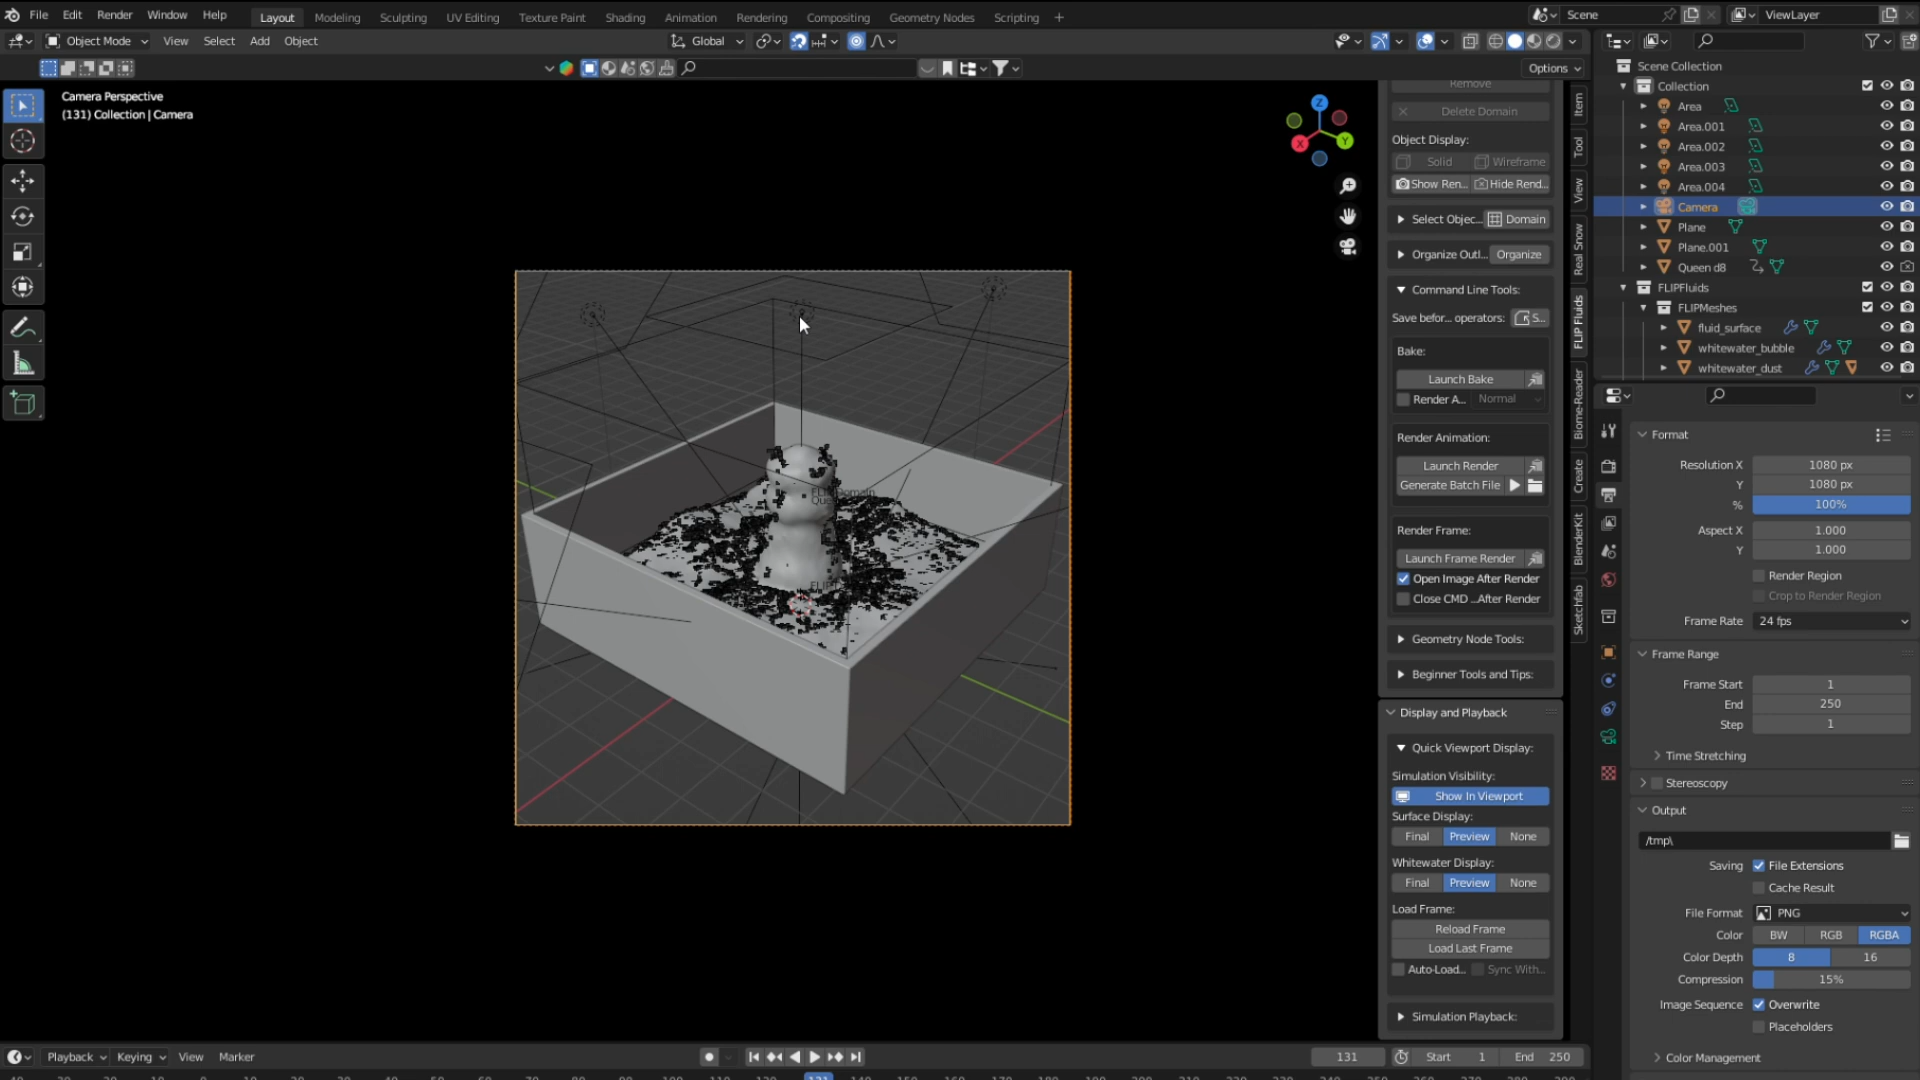 File Edit Render Window Help Layout Modeling Sculpting UV Editing Texture Paint Shading Animation Rendering Compositing Geometry Nodes Scripting + Scene ViewLayer
Object Mode View Select Add Object Global
Options
Camera Perspective
(131) Collection | Camera
Z
Y
X
Remove
Delete Domain
Object Display:
Solid Wireframe
Show Ren... Hide Rend...
Select Objec... Domain
Organize Outl... Organize
Command Line Tools:
Save befor... operators: S...
Bake:
Launch Bake
Render A... Normal
Render Animation:
Launch Render
Generate Batch File
Render Frame:
Launch Frame Render
Open Image After Render
Close CMD ...After Render
Geometry Node Tools:
Beginner Tools and Tips:
Display and Playback
Quick Viewport Display:
Simulation Visibility:
Show In Viewport
Surface Display:
Final Preview None
Whitewater Display:
Final Preview None
Load Frame:
Reload Frame
Load Last Frame
Auto-Load... Sync With...
Simulation Playback:
Item
Tool
View
Real Snow
FLIP Fluids
Biome-Reader
Create
BlenderKit
Sketchfab
Scene Collection
Collection
Area
Area.001
Area.002
Area.003
Area.004
Camera
Plane
Plane.001
Queen d8
FLIPFluids
FLIPMeshes
fluid_surface
whitewater_bubble
whitewater_dust
Format
Resolution X 1080 px
Y 1080 px
% 100%
Aspect X 1.000
Y 1.000
Render Region
Crop to Render Region
Frame Rate 24 fps
Frame Range
Frame Start 1
End 250
Step 1
Time Stretching
Stereoscopy
Output
/tmp\
Saving File Extensions
Cache Result
File Format PNG
Color BW RGB RGBA
Color Depth 8 16
Compression 15%
Image Sequence Overwrite
Placeholders
Color Management
Playback Keying View Marker 131 Start 1 End 250
131